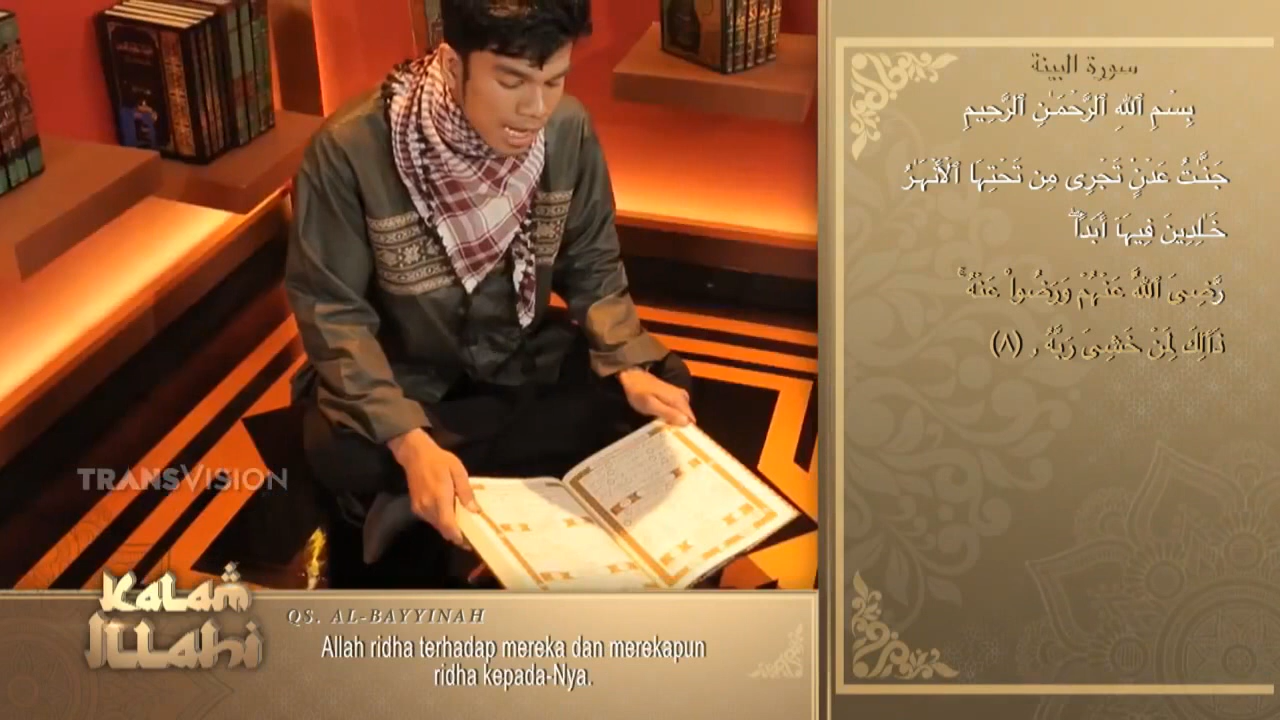 سورة البينة
بِسْمِ ٱللَّهِ ٱلرَّحْمَـٰنِ ٱلرَّحِيمِ
جَنَّـٰتُ عَدْنٍ تَجْرِى مِن تَحْتِهَا ٱلْأَنْهَـٰرُ
خَـٰلِدِينَ فِيهَآ أَبَدًا ۖ
رَّضِىَ ٱللَّهُ عَنْهُمْ وَرَضُوا۟ عَنْهُ ۚ
ذَٰلِكَ لِمَنْ خَشِىَ رَبَّهُۥ (٨)
TRANSVISION
KALAM
ILLAHI
QS. AL-BAYYINAH
Allah ridha terhadap mereka dan merekapun
ridha kepada-Nya.